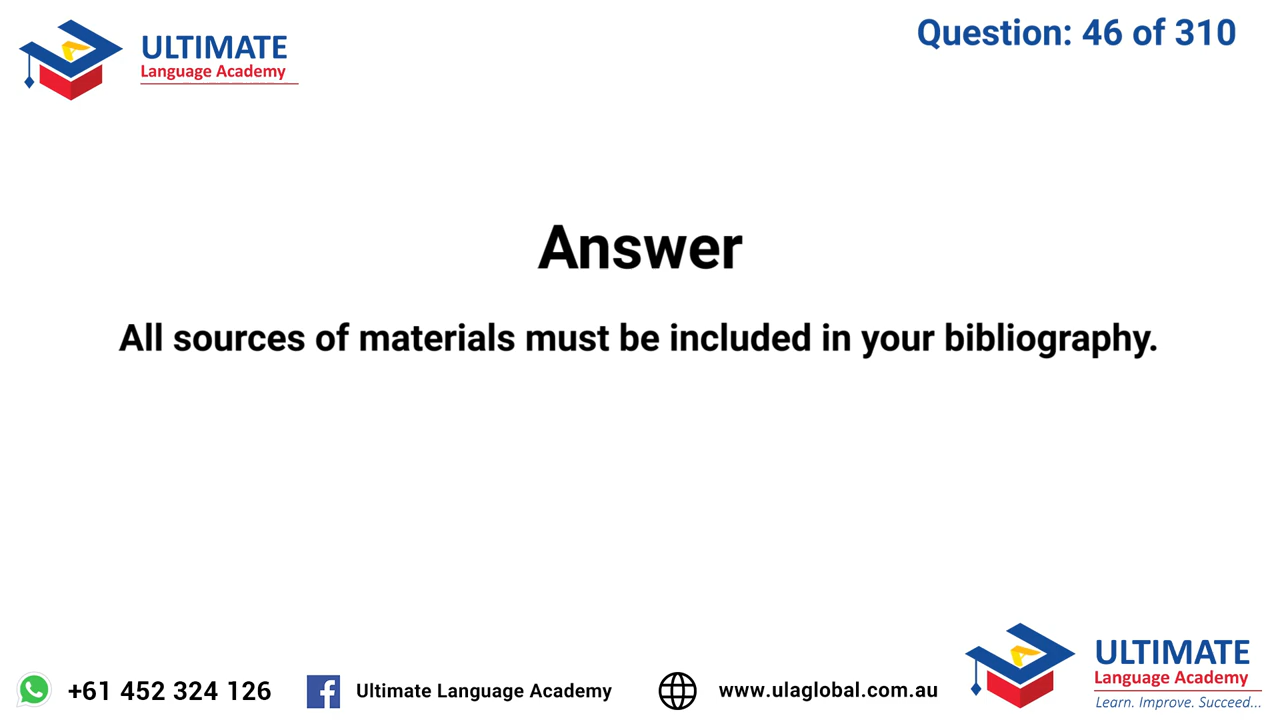 ULTIMATE
Language Academy
Question: 46 of 310
Answer
All sources of materials must be included in your bibliography.
+61 452 324 126
Ultimate Language Academy
www.ulaglobal.com.au
ULTIMATE
Language Academy
Learn. Improve. Succeed...